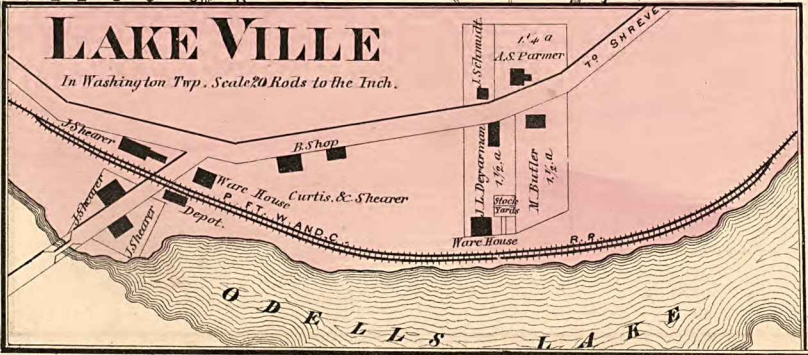 LAKE VILLE
In Washington Twp. Scale 20 Rods to the Inch.
J. Schmidt.
1 1/4 a
A.S. Parmer
TO SHREVE
J. Shearer
B. Shop
J.L. Deyarman
1 1/2 a
M. Butler
1 1/2 a
Ware House
Curtis. & Shearer
J. Shearer
Depot.
J. Shearer
P. FT. W. AND C.
R.R.
Stock
Yards
Ware House
ODELLS LAKE